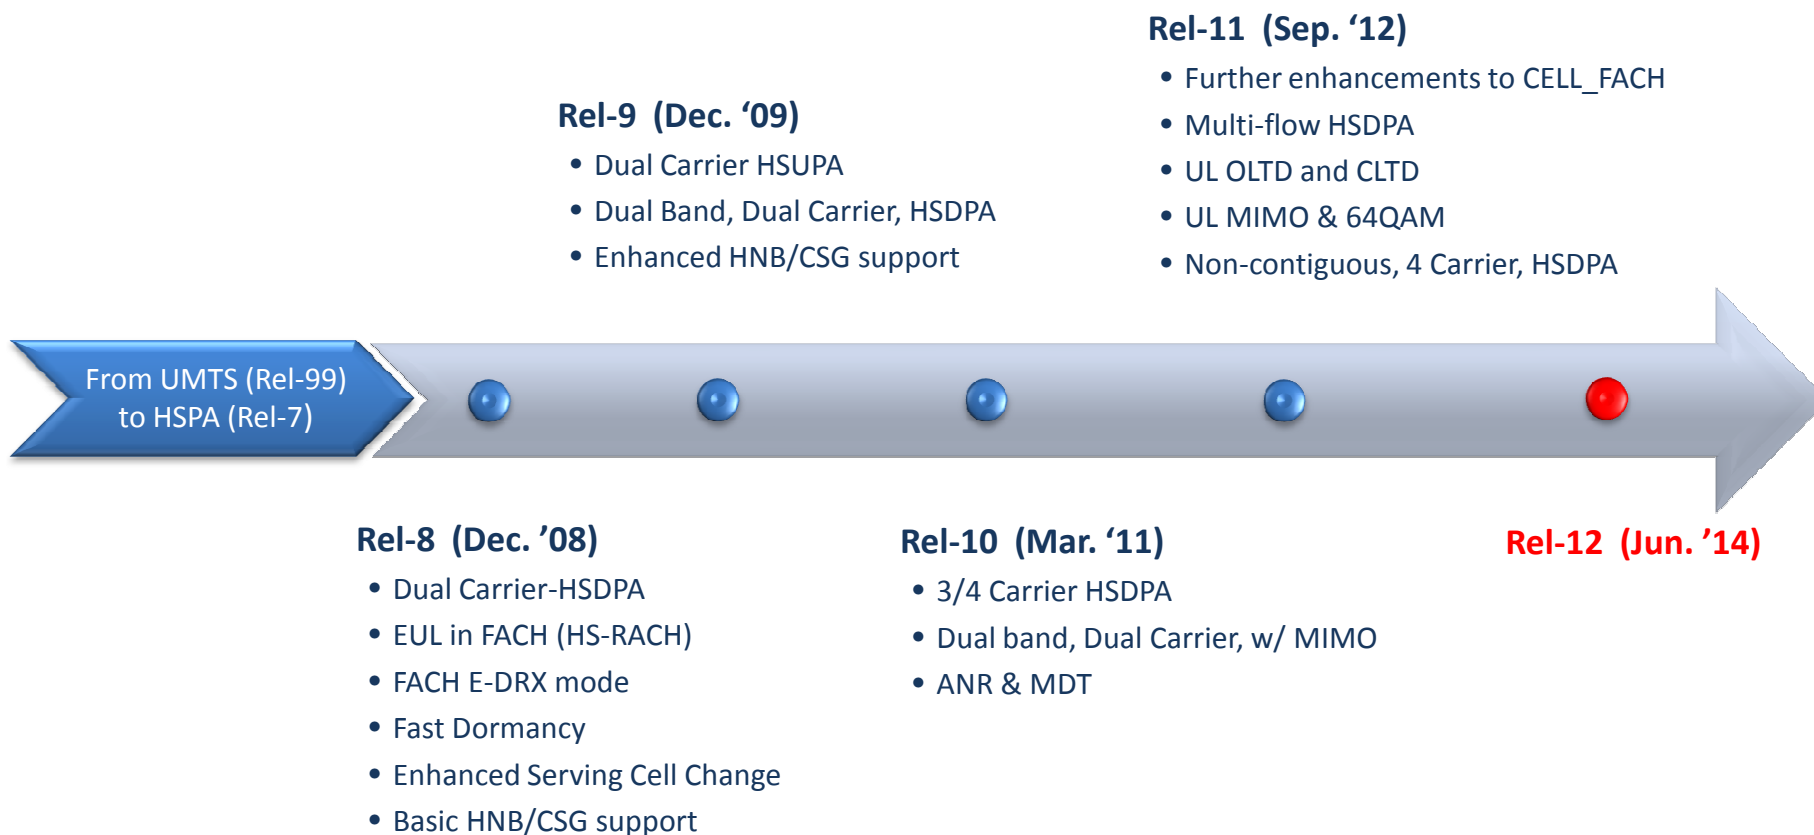 Rel-11 (Sep. ‘12)
• Further enhancements to CELL_FACH
• Multi-flow HSDPA
• UL OLTD and CLTD
• UL MIMO & 64QAM
• Non-contiguous, 4 Carrier, HSDPA
Rel-9 (Dec. ‘09)
• Dual Carrier HSUPA
• Dual Band, Dual Carrier, HSDPA
• Enhanced HNB/CSG support
From UMTS (Rel-99)
to HSPA (Rel-7)
Rel-8 (Dec. ’08)
• Dual Carrier-HSDPA
• EUL in FACH (HS-RACH)
• FACH E-DRX mode
• Fast Dormancy
• Enhanced Serving Cell Change
• Basic HNB/CSG support
Rel-10 (Mar. ‘11)
• 3/4 Carrier HSDPA
• Dual band, Dual Carrier, w/ MIMO
• ANR & MDT
Rel-12 (Jun. ’14)